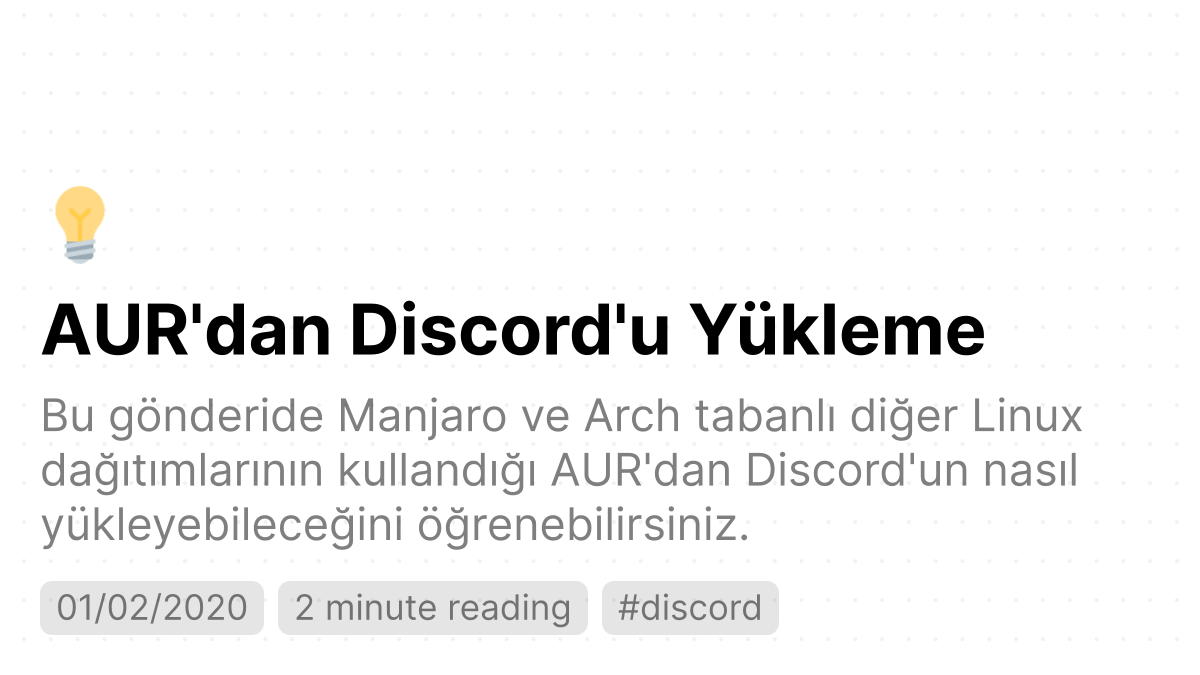 AUR'dan Discord'u Yükleme
Bu gönderide Manjaro ve Arch tabanlı diğer Linux
dağıtımlarının kullandığı AUR'dan Discord'un nasıl
yükleyebileceğini öğrenebilirsiniz.
01/02/2020 2 minute reading #discord